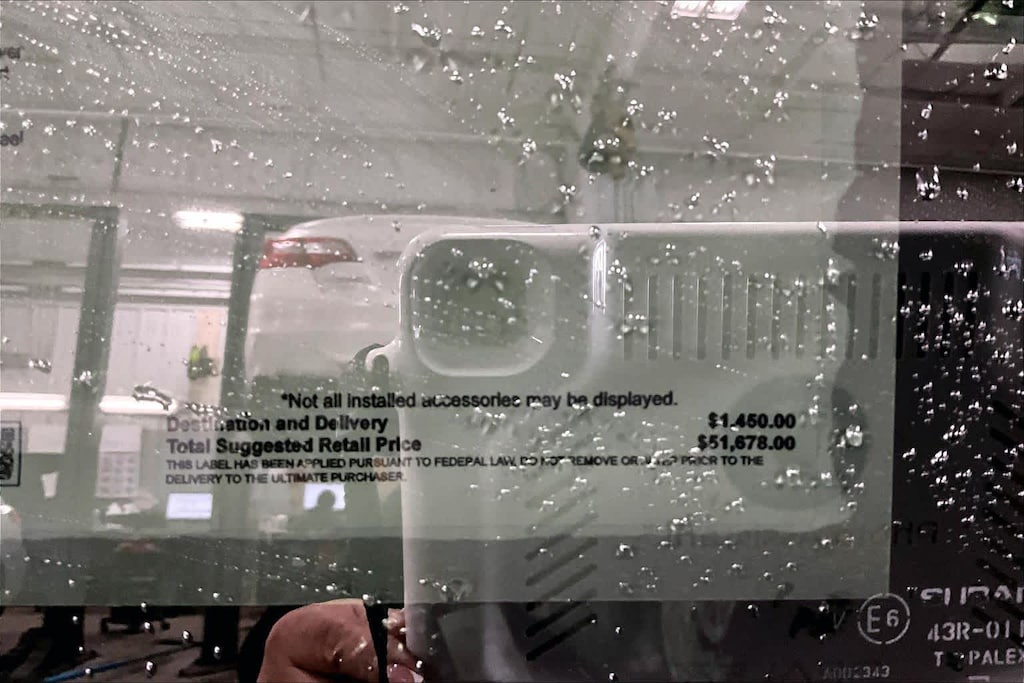 *Not all installed accessories may be displayed.
Destination and Delivery $1,450.00
Total Suggested Retail Price $51,678.00
THIS LABEL HAS BEEN APPLIED PURSUANT TO FEDERAL LAW. DO NOT REMOVE OR ALTER PRIOR TO THE
DELIVERY TO THE ULTIMATE PURCHASER.
E6
43R-01